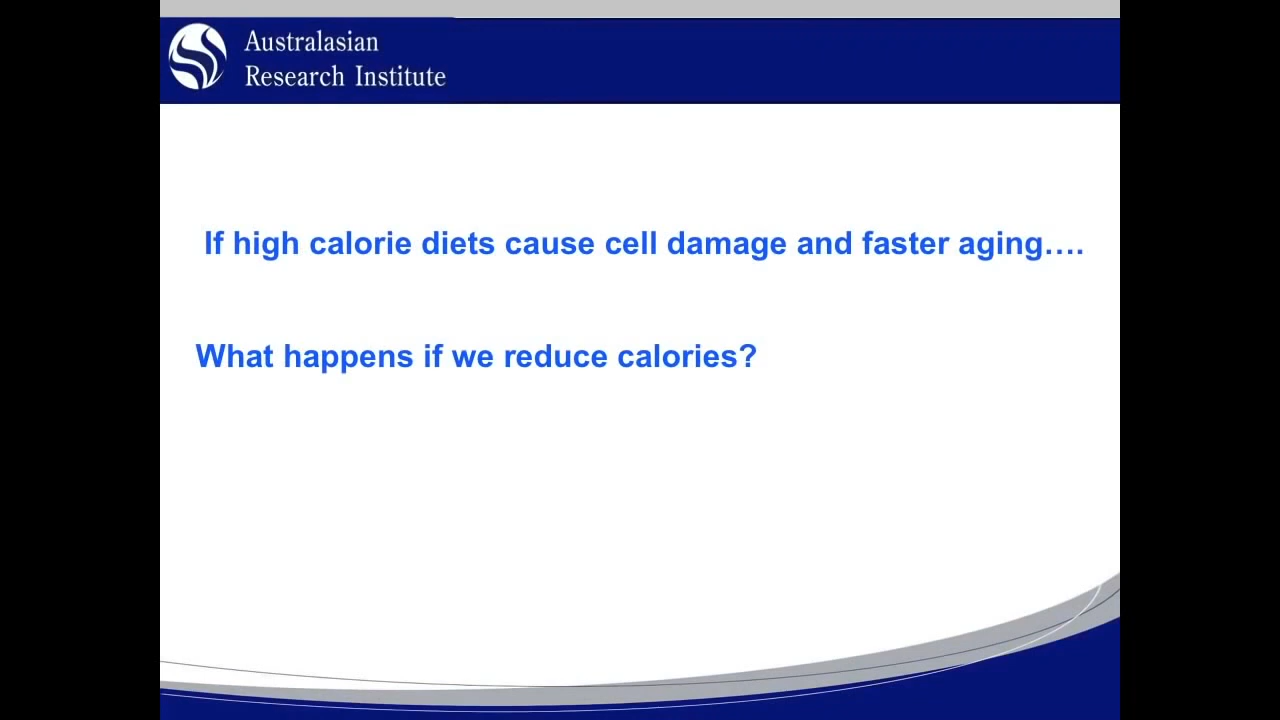 Australasian
Research Institute
If high calorie diets cause cell damage and faster aging….
What happens if we reduce calories?